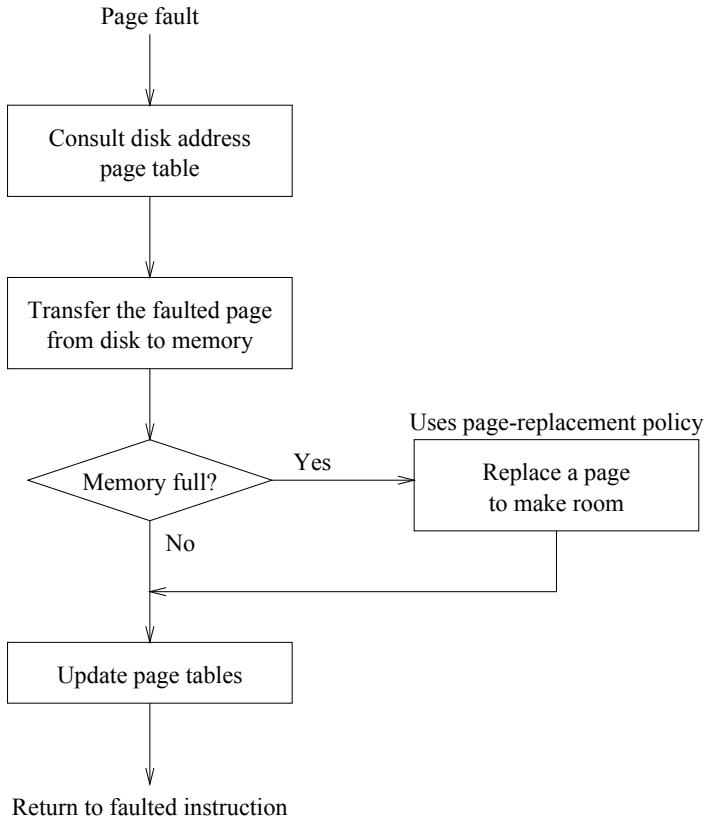 Page fault
Consult disk address
page table
Transfer the faulted page
from disk to memory
Uses page-replacement policy
Memory full?
Yes
Replace a page
to make room
No
Update page tables
Return to faulted instruction